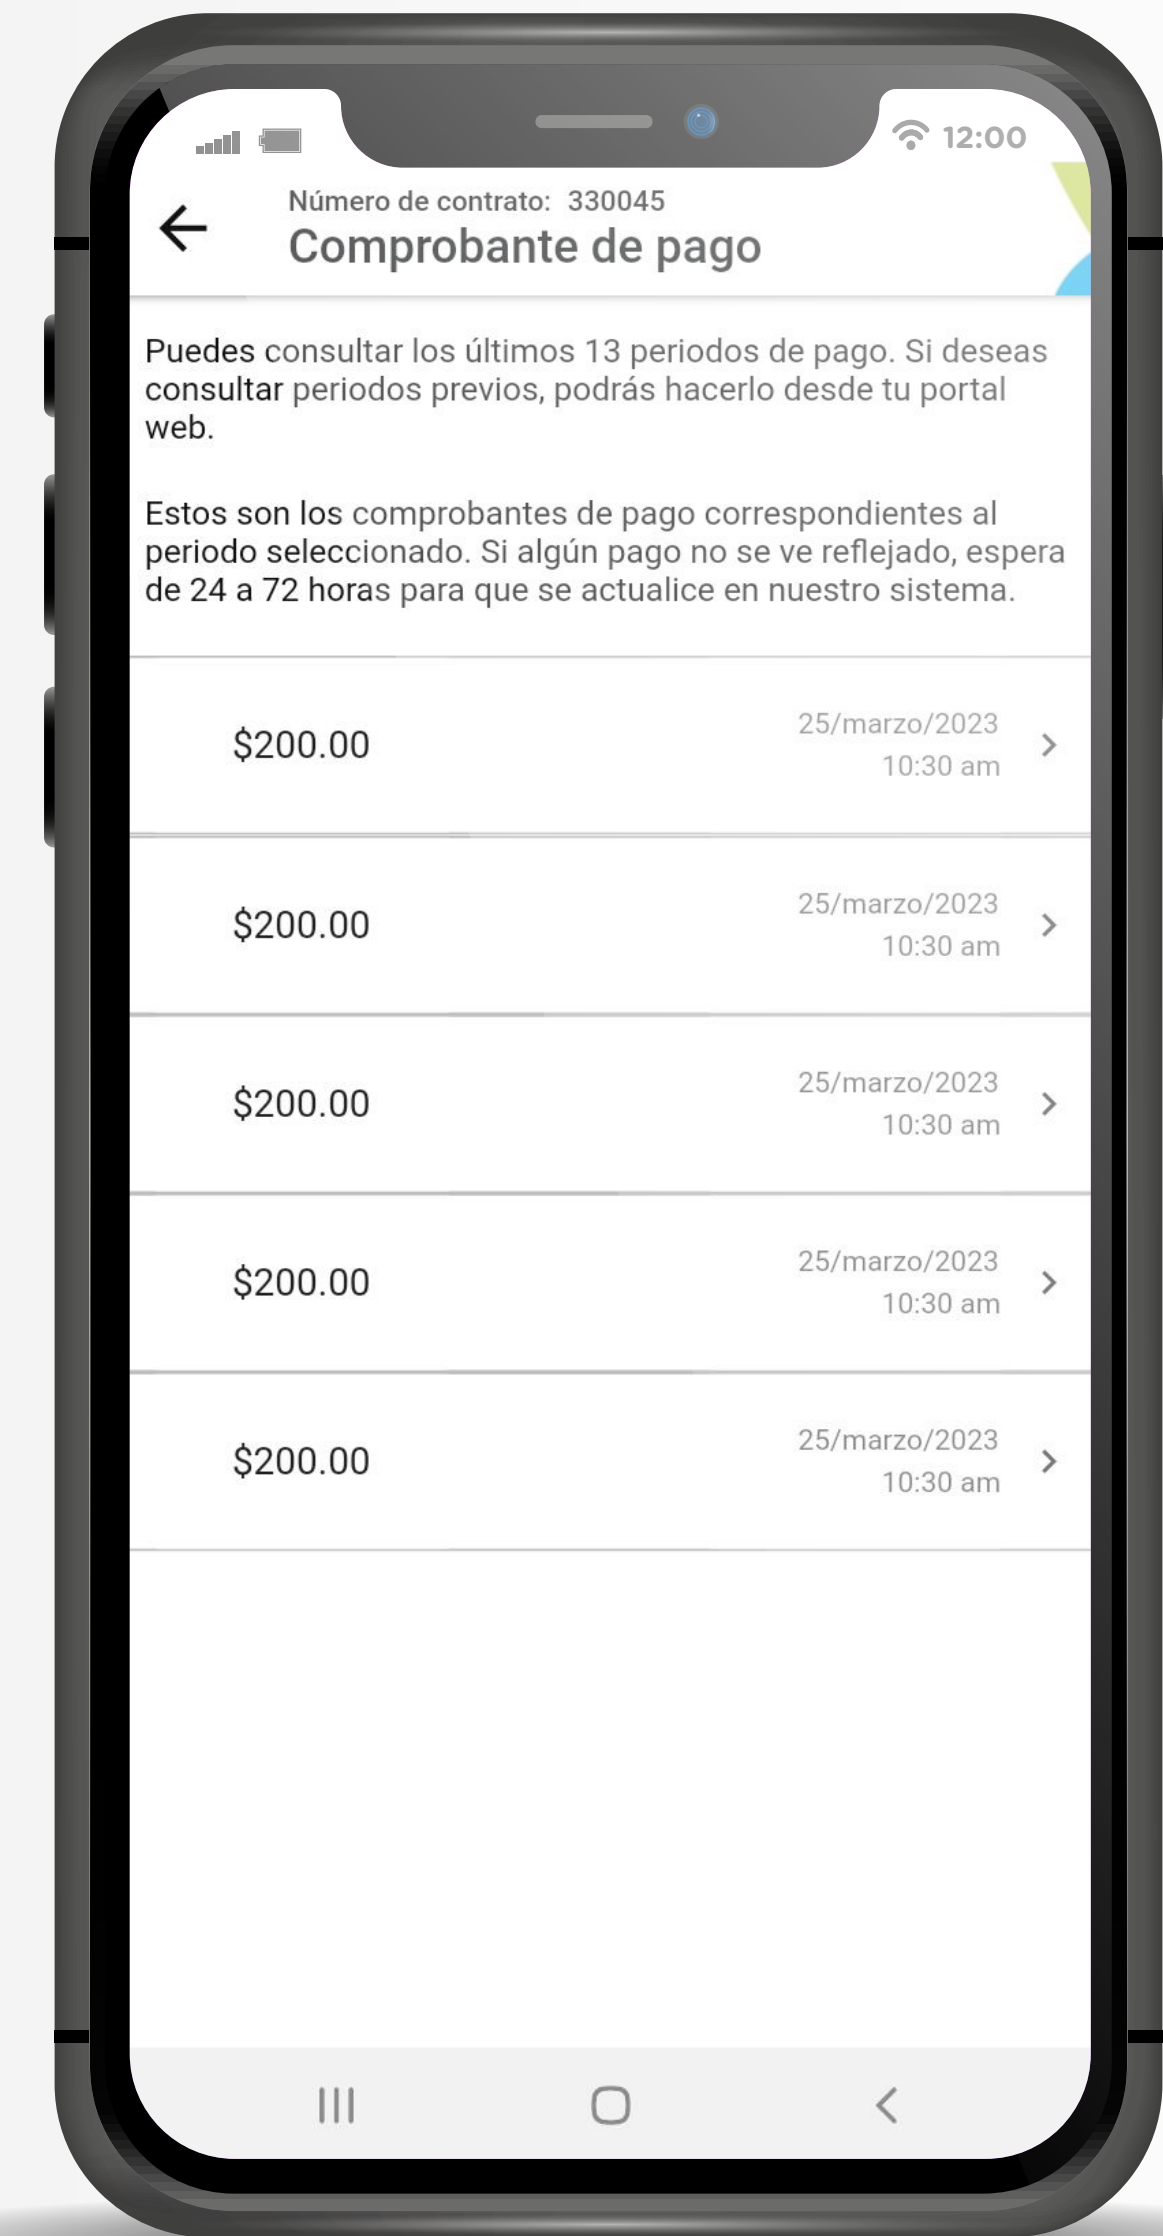 12:00
Número de contrato: 330045
Comprobante de pago
Puedes consultar los últimos 13 periodos de pago. Si deseas
consultar periodos previos, podrás hacerlo desde tu portal
web.
Estos son los comprobantes de pago correspondientes al
periodo seleccionado. Si algún pago no se ve reflejado, espera
de 24 a 72 horas para que se actualice en nuestro sistema.
$200.00 25/marzo/2023
10:30 am
$200.00 25/marzo/2023
10:30 am
$200.00 25/marzo/2023
10:30 am
$200.00 25/marzo/2023
10:30 am
$200.00 25/marzo/2023
10:30 am